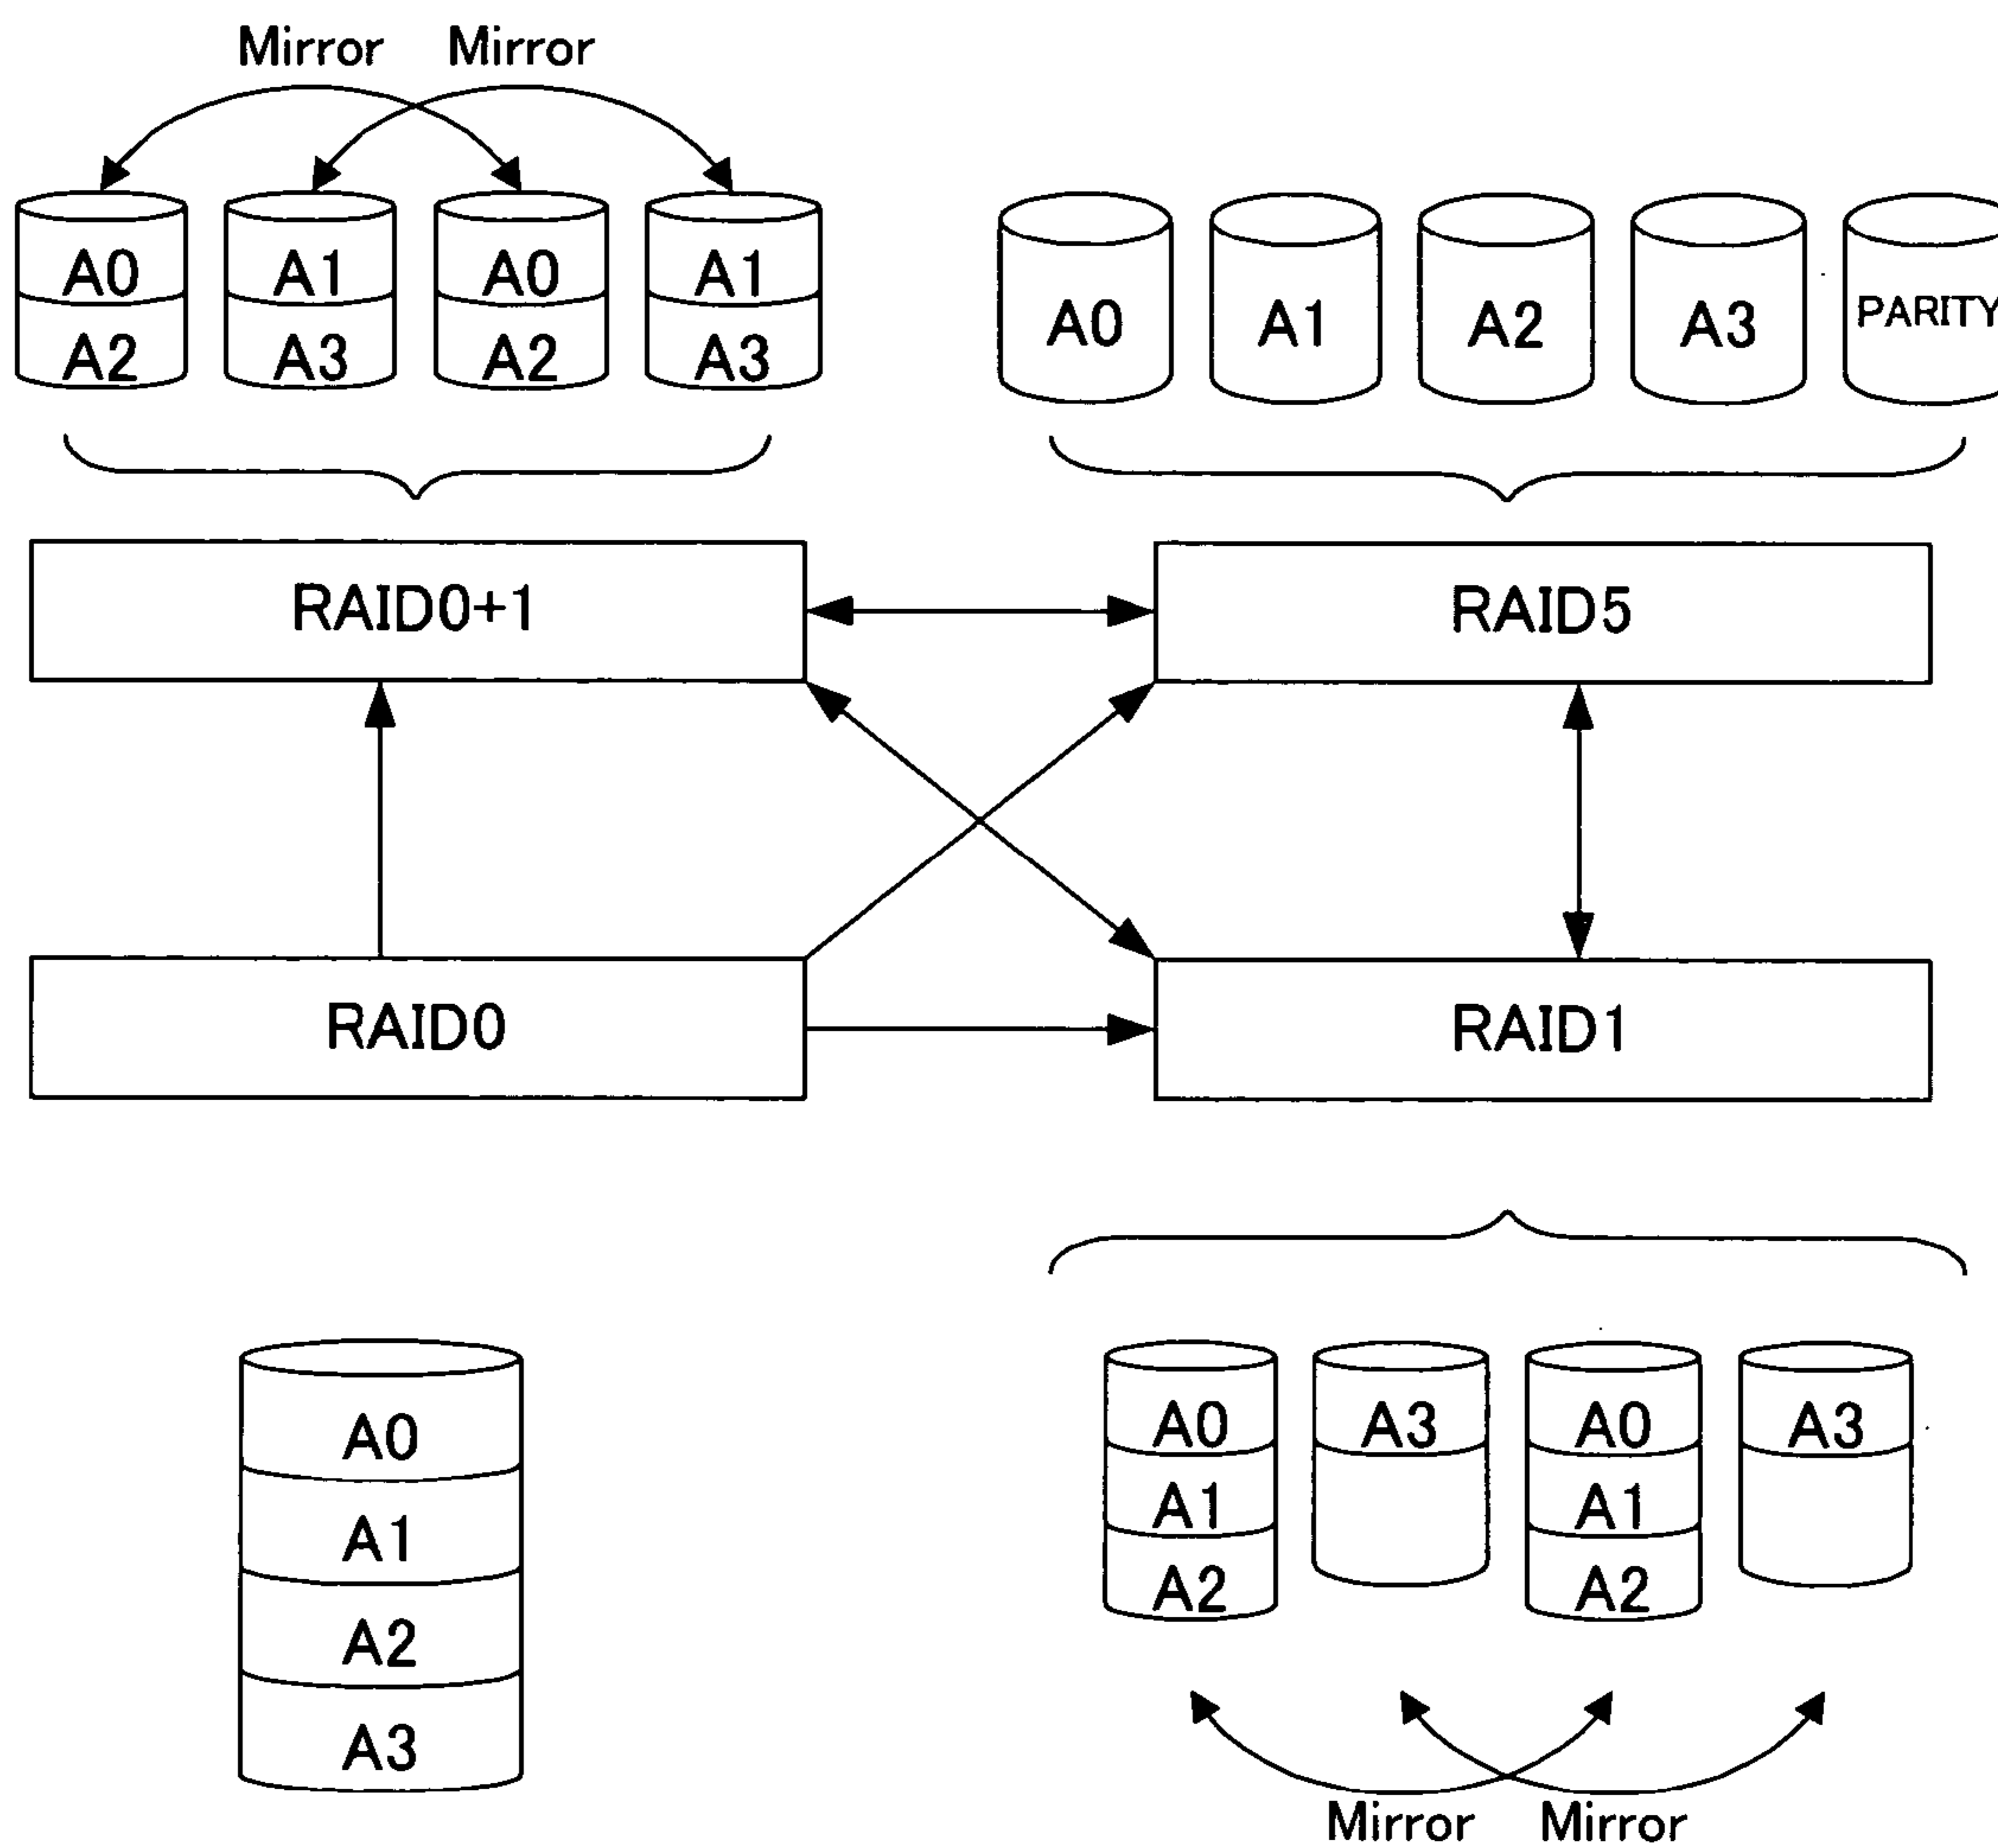 Mirror Mirror
A0 A1 A0 A1
A2 A3 A2 A3
A0 A1 A2 A3 PARITY
RAID0+1 RAID5
RAID0 RAID1
A0
A1
A2
A3
A0 A3 A0 A3
A1 A1
A2 A2
Mirror Mirror